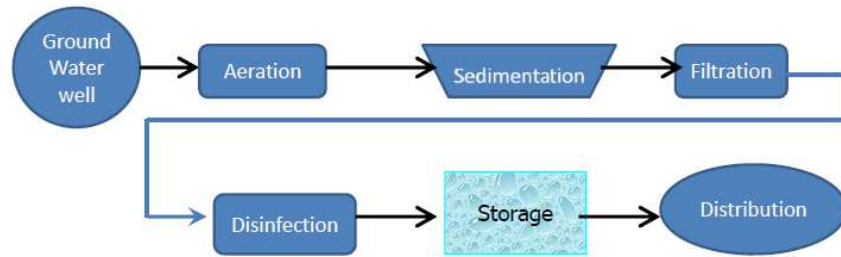 Ground
Water
well
Aeration
Sedimentation
Filtration
Disinfection
Storage
Distribution